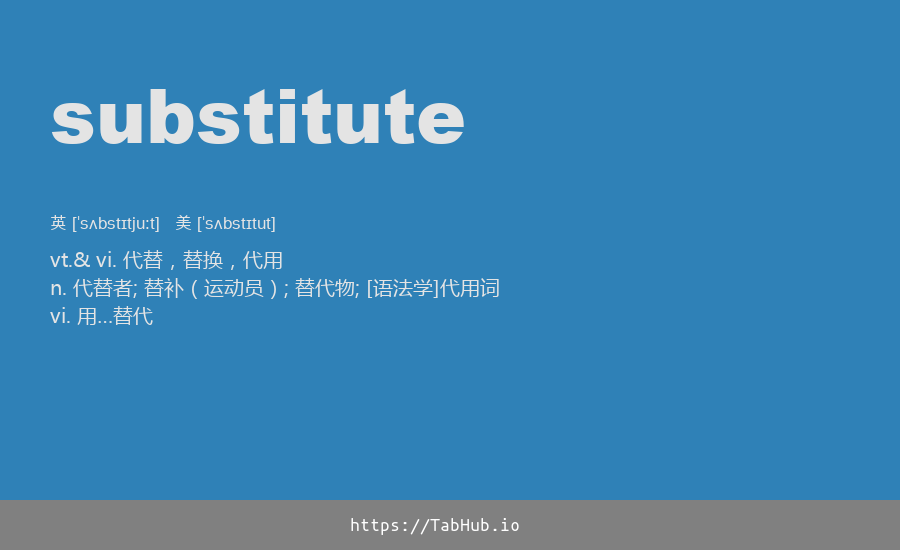 substitute
英 [ˈsʌbstɪtjuːt] 美 [ˈsʌbstɪtut]
vt.& vi. 代替，替换，代用
n. 代替者; 替补（运动员）; 替代物; [语法学]代用词
vi. 用…替代
https://TabHub.io